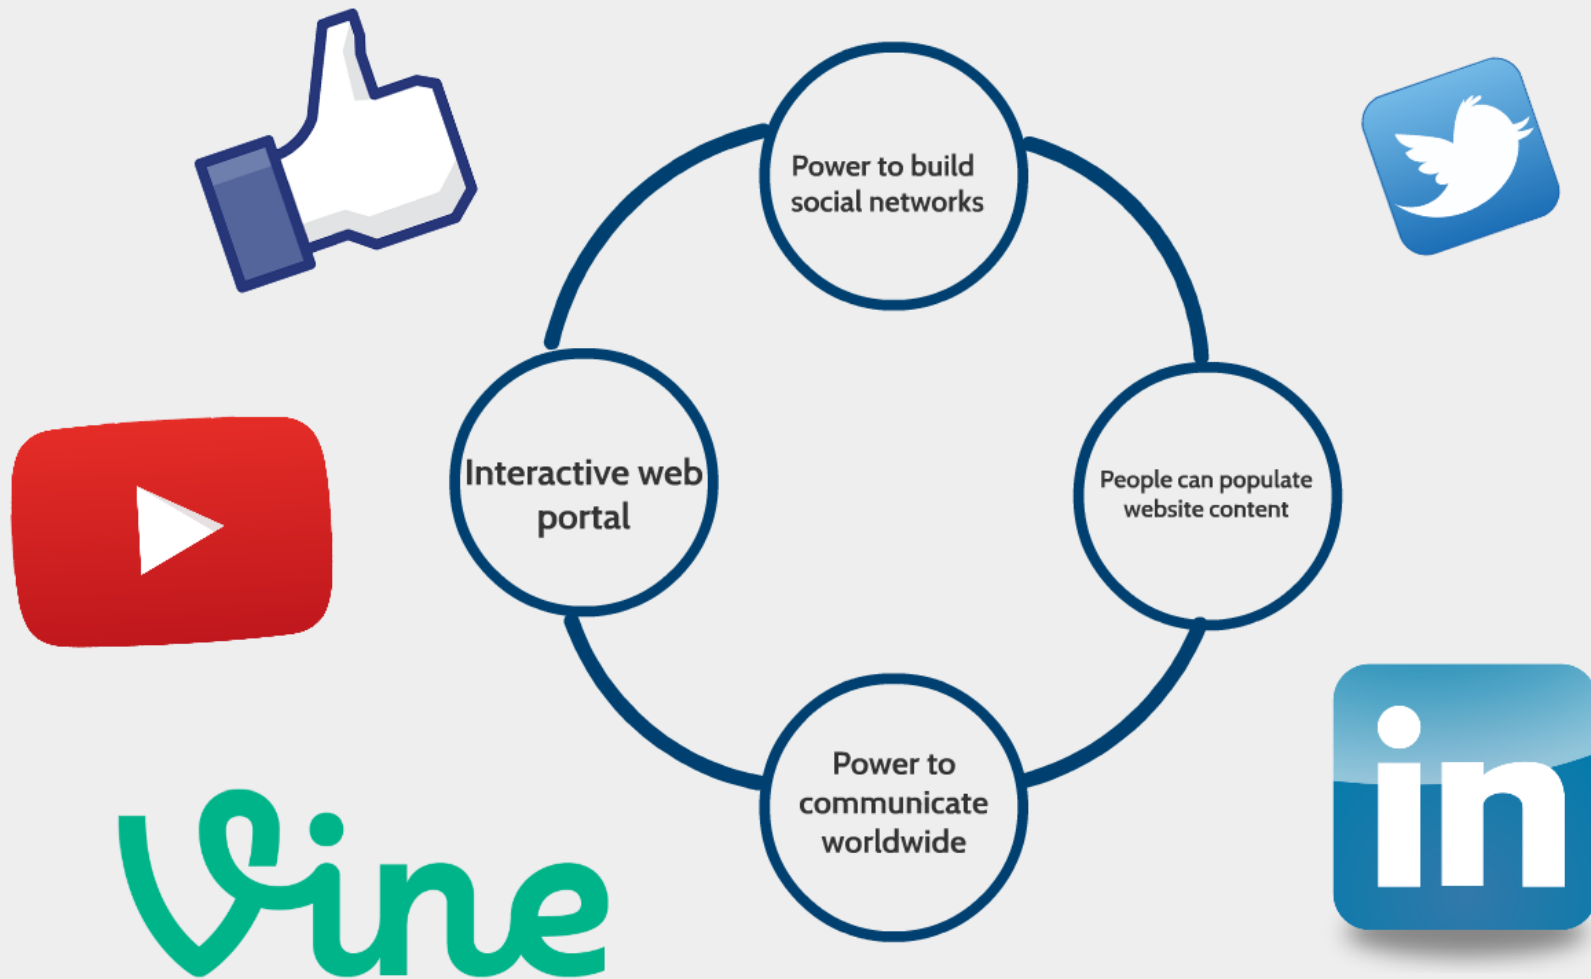 Power to build
social networks
Interactive web
portal
People can populate
website content
Power to
communicate
worldwide
Vine
in